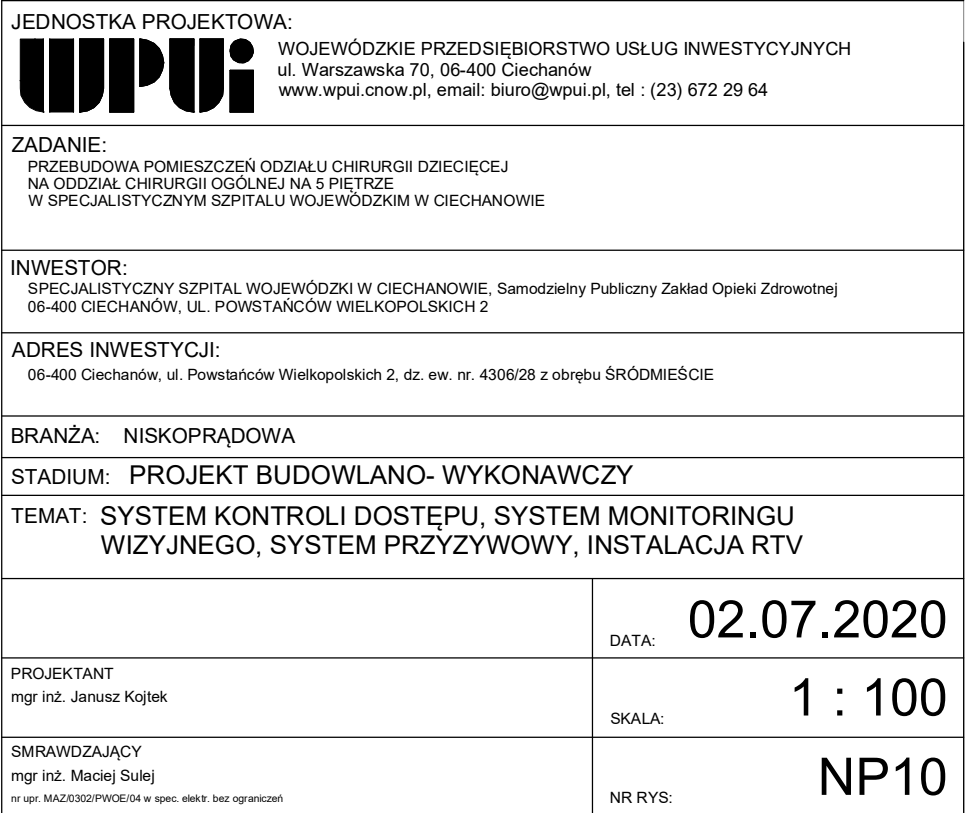 JEDNOSTKA PROJEKTOWA:
WPUi
WOJEWÓDZKIE PRZEDSIĘBIORSTWO USŁUG INWESTYCYJNYCH
ul. Warszawska 70, 06-400 Ciechanów
www.wpui.cnow.pl, email: biuro@wpui.pl, tel : (23) 672 29 64
ZADANIE:
PRZEBUDOWA POMIESZCZEŃ ODZIAŁU CHIRURGII DZIECIĘCEJ
NA ODDZIAŁ CHIRURGII OGÓLNEJ NA 5 PIĘTRZE
W SPECJALISTYCZNYM SZPITALU WOJEWÓDZKIM W CIECHANOWIE
INWESTOR:
SPECJALISTYCZNY SZPITAL WOJEWÓDZKI W CIECHANOWIE, Samodzielny Publiczny Zakład Opieki Zdrowotnej
06-400 CIECHANÓW, UL. POWSTAŃCÓW WIELKOPOLSKICH 2
ADRES INWESTYCJI:
06-400 Ciechanów, ul. Powstańców Wielkopolskich 2, dz. ew. nr. 4306/28 z obrębu ŚRÓDMIEŚCIE
BRANŻA: NISKOPRĄDOWA
STADIUM: PROJEKT BUDOWLANO- WYKONAWCZY
TEMAT: SYSTEM KONTROLI DOSTĘPU, SYSTEM MONITORINGU
WIZYJNEGO, SYSTEM PRZYZYWOWY, INSTALACJA RTV
DATA: 02.07.2020
PROJEKTANT
mgr inż. Janusz Kojtek
SKALA: 1 : 100
SMRAWDZAJĄCY
mgr inż. Maciej Sulej
nr upr. MAZ/0302/PWOE/04 w spec. elektr. bez ograniczeń
NR RYS: NP10